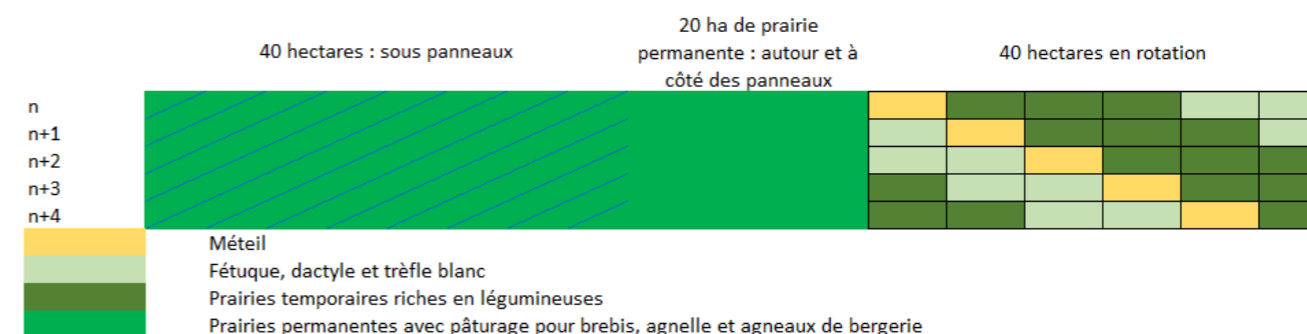 40 hectares : sous panneaux
20 ha de prairie
permanente : autour et à
côté des panneaux
40 hectares en rotation
n
n+1
n+2
n+3
n+4
Méteil
Fétuque, dactyle et trèfle blanc
Prairies temporaires riches en légumineuses
Prairies permanentes avec pâturage pour brebis, agnelle et agneaux de bergerie